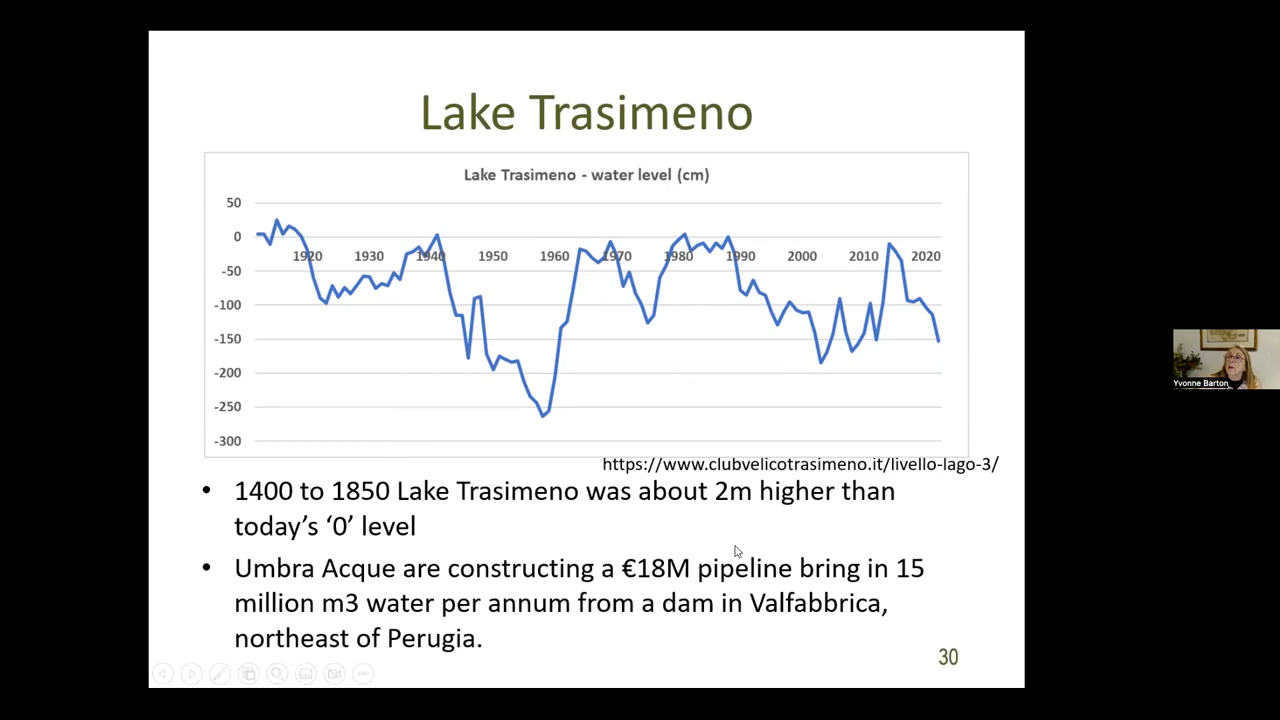 Lake Trasimeno
Lake Trasimeno - water level (cm)
50
0
1920 1930 1940 1950 1960 1970 1980 1990 2000 2010 2020
-50
-100
-150
-200
-250
-300
https://www.clubvelicotrasimeno.it/livello-lago-3/
• 1400 to 1850 Lake Trasimeno was about 2m higher than
today’s ‘0’ level
• Umbra Acque are constructing a €18M pipeline bring in 15
million m3 water per annum from a dam in Valfabbrica,
northeast of Perugia.
30
Yvonne Barton